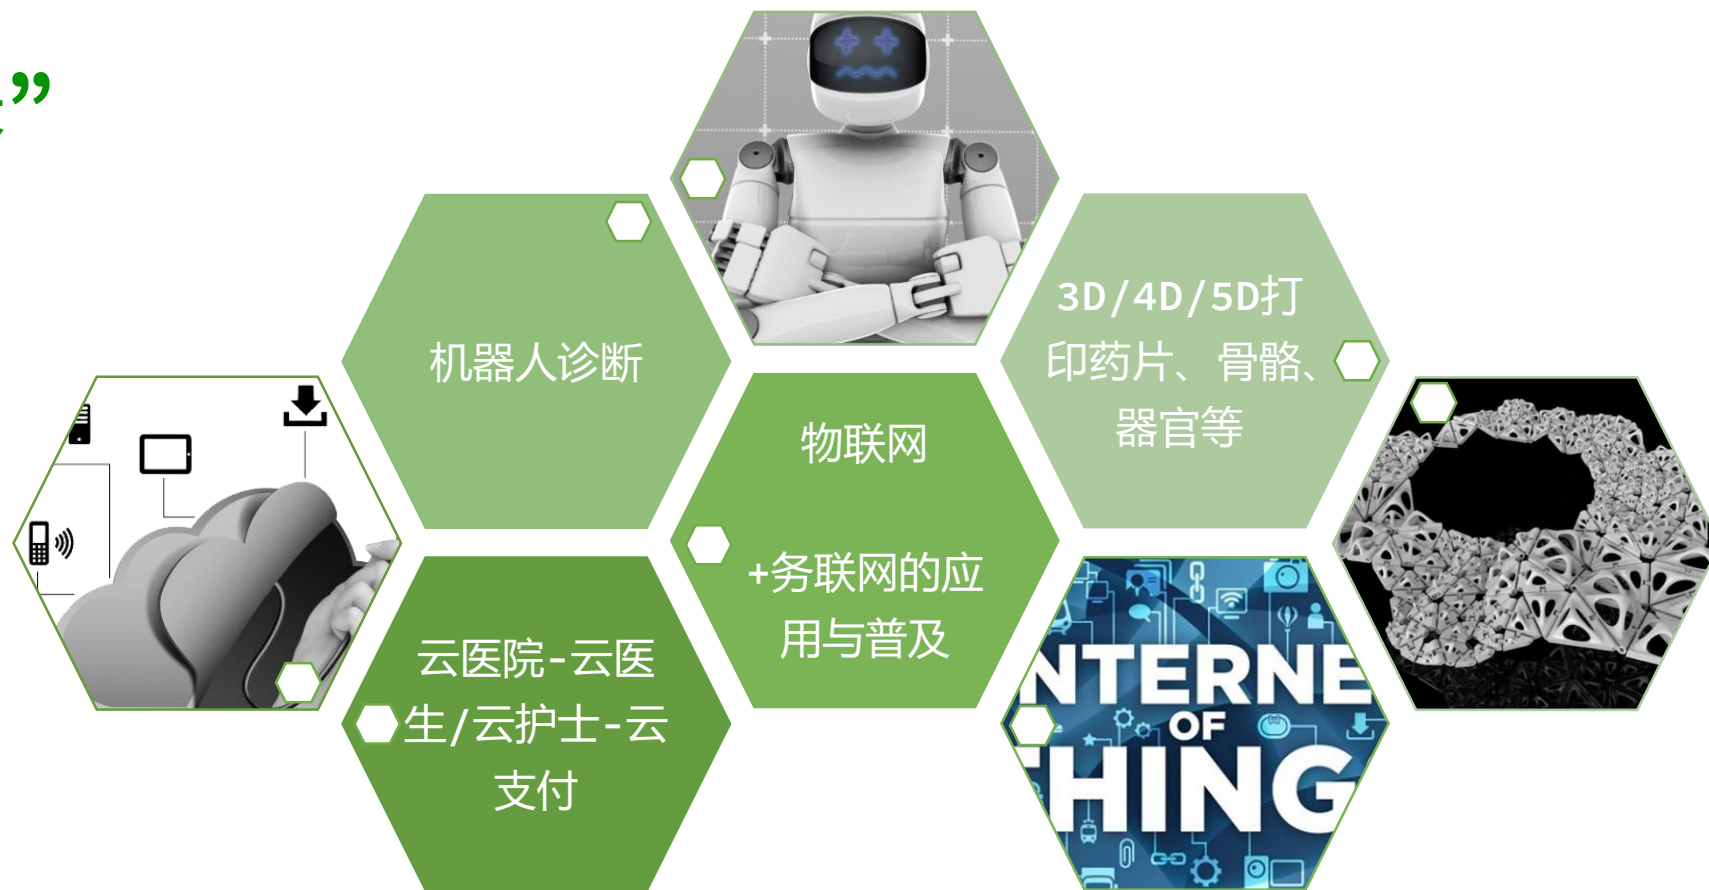 ”
机器人诊断
3D/4D/5D打
印药片、骨骼、
器官等
物联网
+务联网的应
用与普及
云医院-云医
生/云护士-云
支付
NTERNE
OF
HING